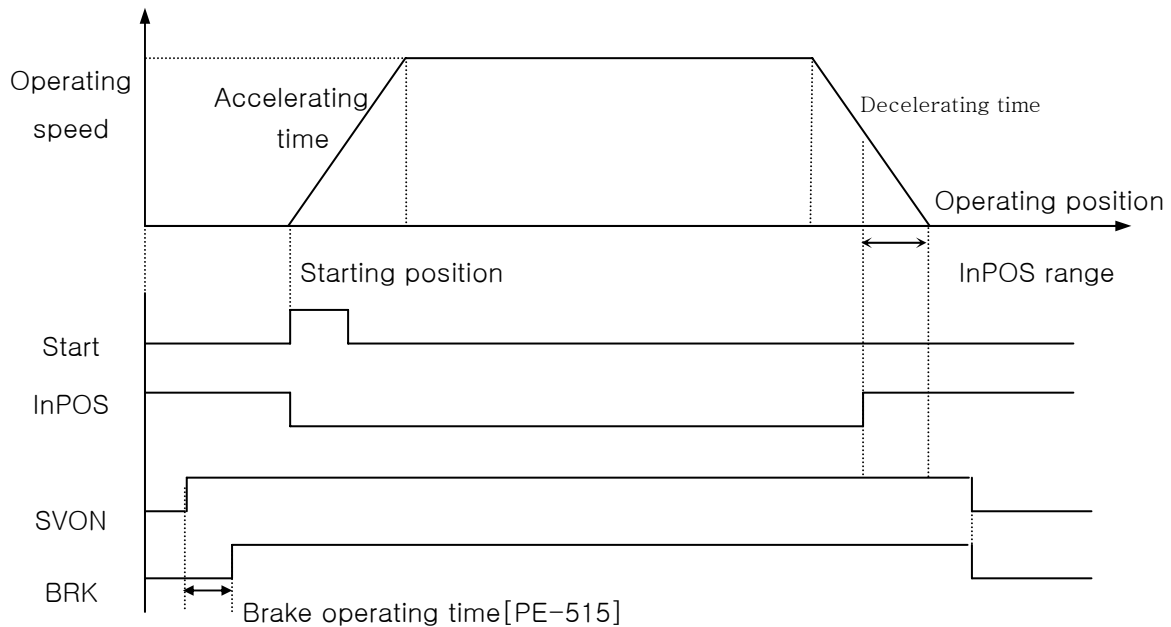 Operating
speed
Accelerating
time
Decelerating time
Operating position
Starting position
InPOS range
Start
InPOS
SVON
BRK
Brake operating time[PE-515]